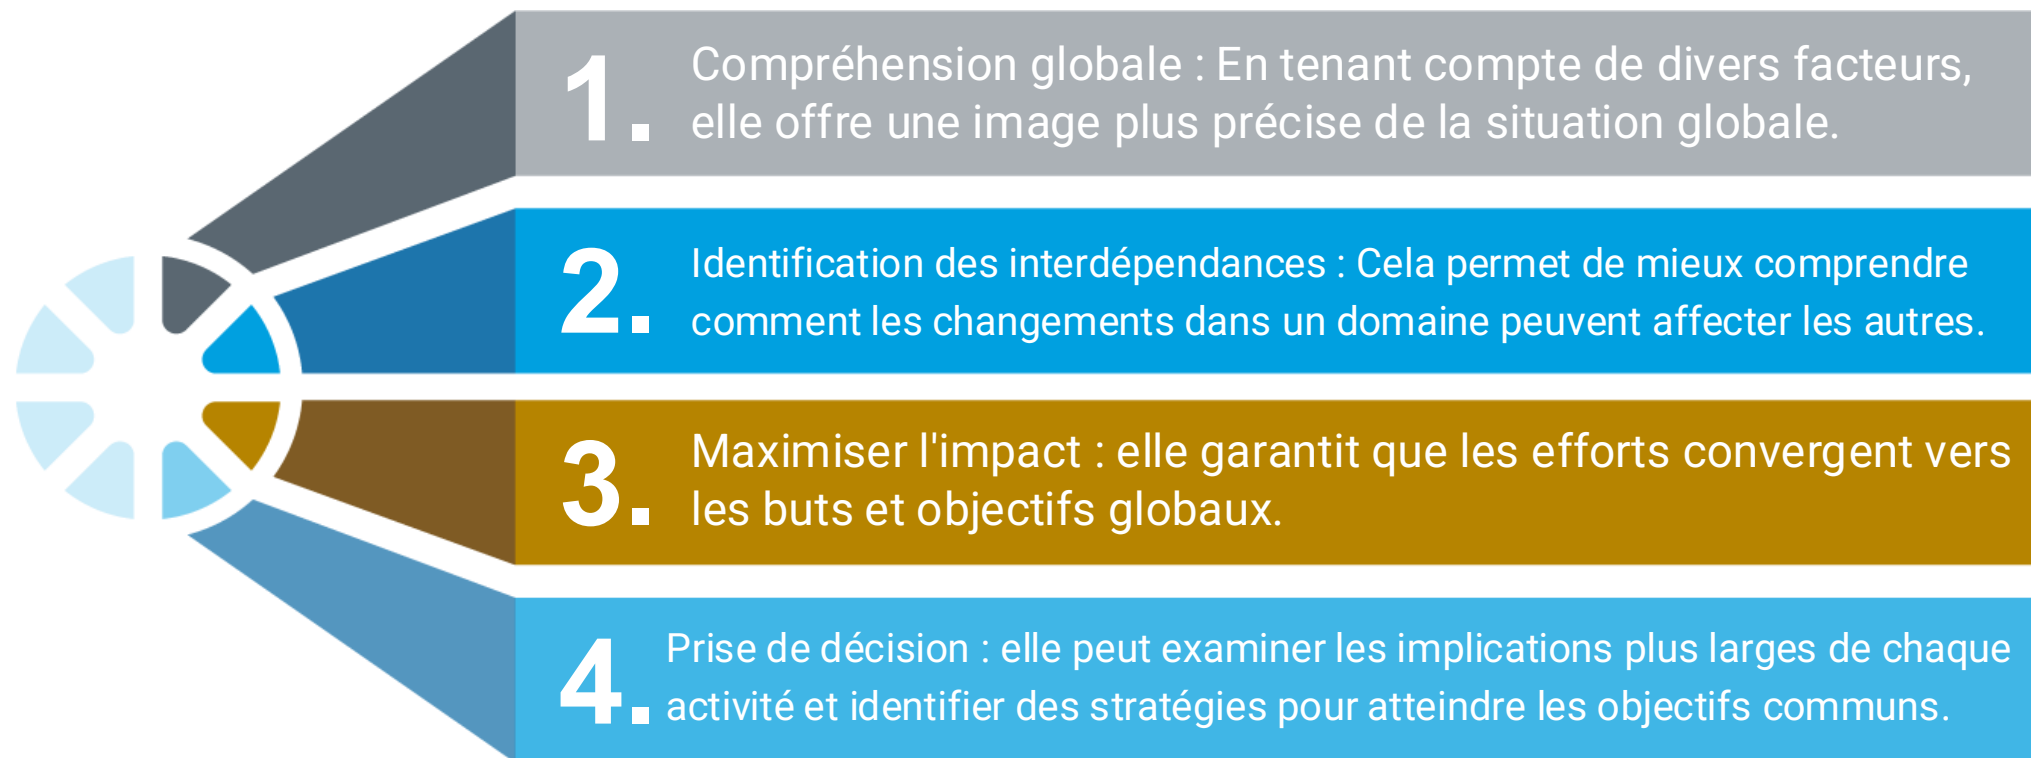 1. Compréhension globale : En tenant compte de divers facteurs,
elle offre une image plus précise de la situation globale.
2. Identification des interdépendances : Cela permet de mieux comprendre
comment les changements dans un domaine peuvent affecter les autres.
3. Maximiser l'impact : elle garantit que les efforts convergent vers
les buts et objectifs globaux.
4. Prise de décision : elle peut examiner les implications plus larges de chaque
activité et identifier des stratégies pour atteindre les objectifs communs.